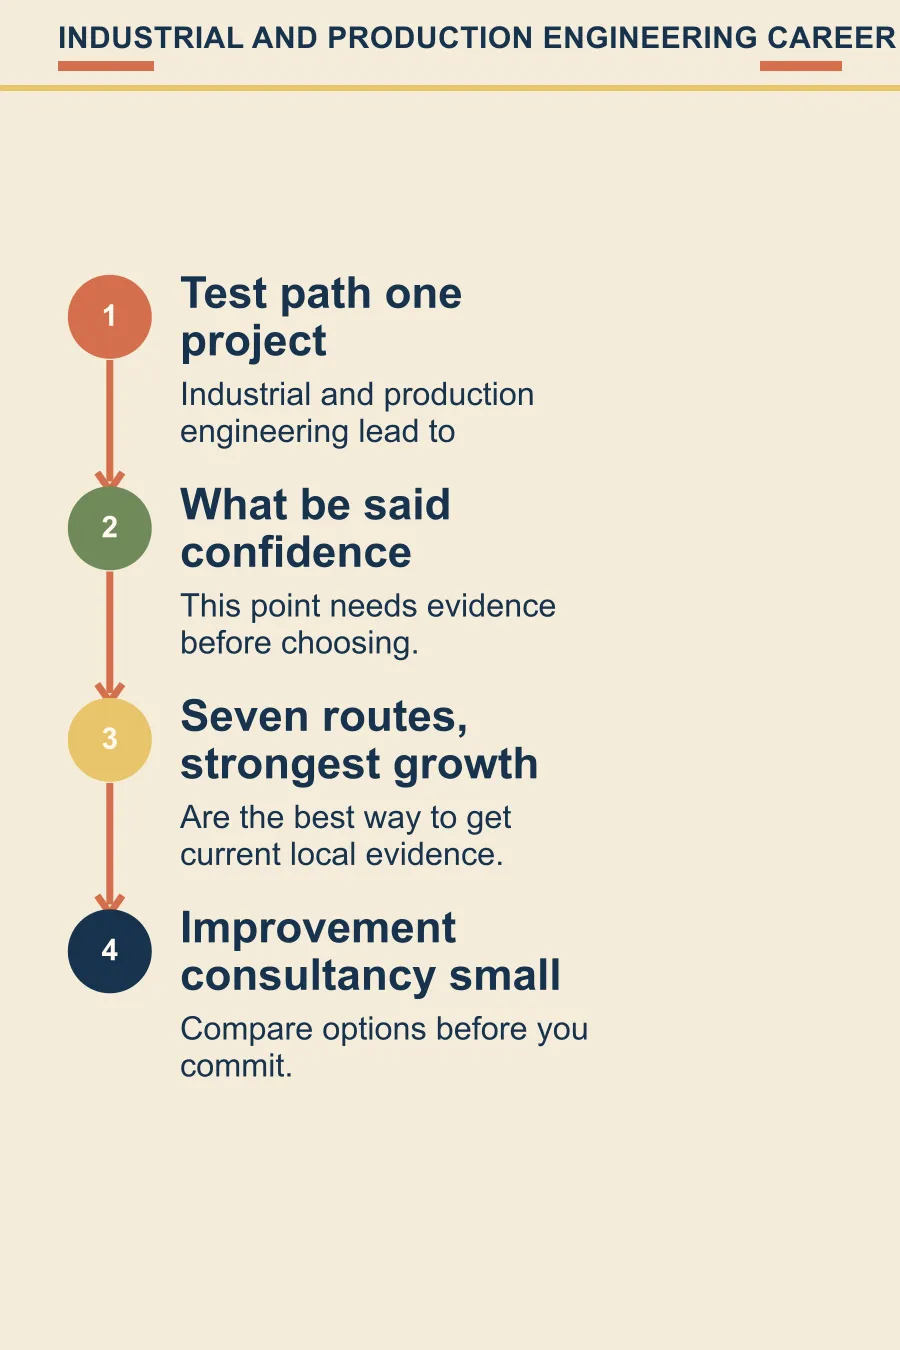 INDUSTRIAL AND PRODUCTION ENGINEERING CAREER
1
Test path one
project
Industrial and production
engineering lead to
2
What be said
confidence
This point needs evidence
before choosing.
3
Seven routes,
strongest growth
Are the best way to get
current local evidence.
4
Improvement
consultancy small
Compare options before you
commit.